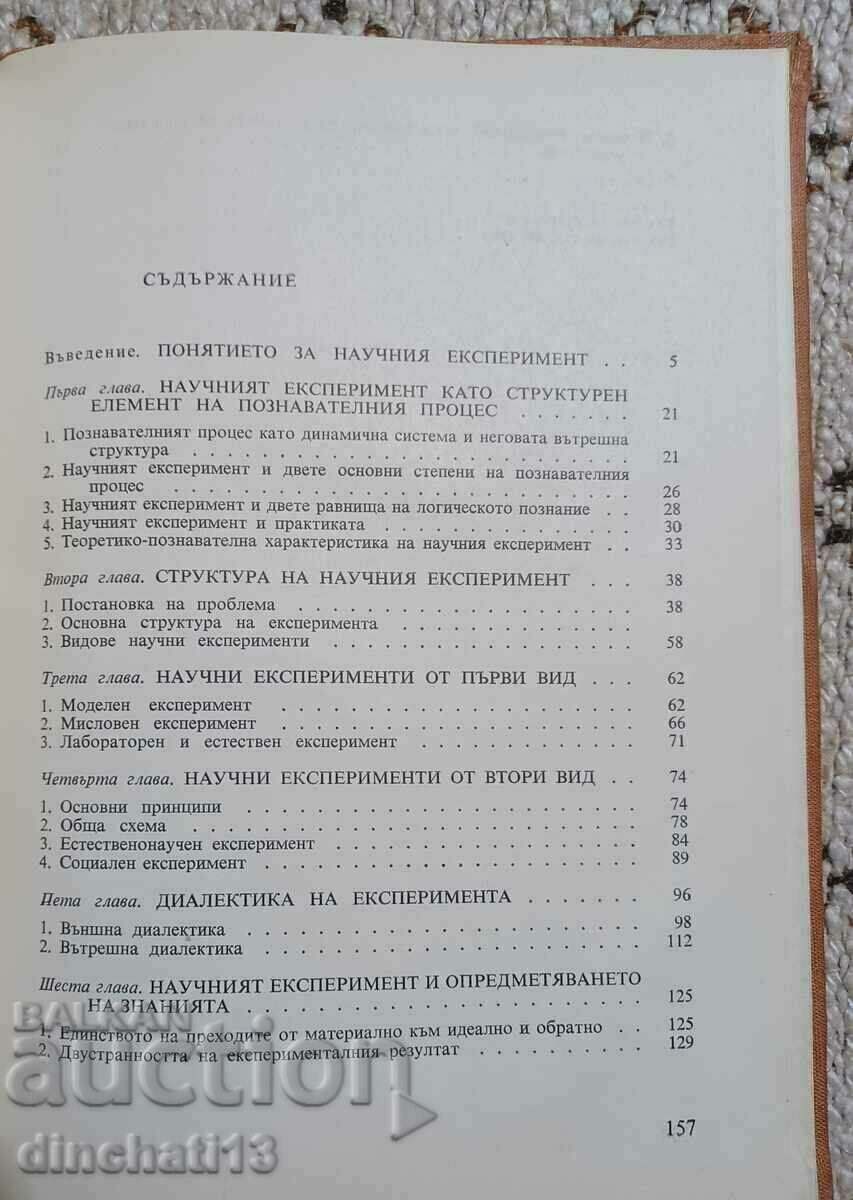 СЪДЪРЖАНИЕ
Въведение. ПОНЯТИЕТО ЗА НАУЧНИЯ ЕКСПЕРИМЕНТ . . 5
Първа глава. НАУЧНИЯТ ЕКСПЕРИМЕНТ КАТО СТРУКТУРЕН
ЕЛЕМЕНТ НА ПОЗНАВАТЕЛНИЯ ПРОЦЕС . . . . . . . 21
1. Познавателният процес като динамична система и неговата вътрешна
структура . . . . . . . . . . . . . . . . . . . . . . . . 21
2. Научният експеримент и двете основни степени на познавателния
процес . . . . . . . . . . . . . . . . . . . . . . . . . 26
3. Научният експеримент и двете равнища на логическото познание . . 28
4. Научният експеримент и практиката . . . . . . . . . . . . . . 30
5. Теоретико-познавателна характеристика на научния експеримент . . 33
Втора глава. СТРУКТУРА НА НАУЧНИЯ ЕКСПЕРИМЕНТ . . . 38
1. Постановка на проблема . . . . . . . . . . . . . . . . . . 38
2. Основна структура на експеримента . . . . . . . . . . . . . .
3. Видове научни експерименти . . . . . . . . . . . . . . . . 58
Трета глава. НАУЧНИ ЕКСПЕРИМЕНТИ ОТ ПЪРВИ ВИД . . . 62
1. Моделен експеримент . . . . . . . . . . . . . . . . . . . 62
2. Мисловен експеримент . . . . . . . . . . . . . . . . . . . 66
3. Лабораторен и естествен експеримент . . . . . . . . . . . . 71
Четвърта глава. НАУЧНИ ЕКСПЕРИМЕНТИ ОТ ВТОРИ ВИД . . 74
1. Основни принципи . . . . . . . . . . . . . . . . . . . . . 74
2. Обща схема . . . . . . . . . . . . . . . . . . . . . . . . 78
3. Естественонаучен експеримент . . . . . . . . . . . . . . . . 84
4. Социален експеримент . . . . . . . . . . . . . . . . . . . . 89
Пета глава. ДИАЛЕКТИКА НА ЕКСПЕРИМЕНТА . . . . . . . 96
1. Външна диалектика . . . . . . . . . . . . . . . . . . . . . 98
2. Вътрешна диалектика . . . . . . . . . . . . . . . . . . . . 112
Шеста глава. НАУЧНИЯТ ЕКСПЕРИМЕНТ И ОПРЕДМЕТЯВАНЕТО
НА ЗНАНИЯТА . . . . . . . . . . . . . . . . . . . . 125
1. Единството на преходите от материално към идеално и обратно . . 125
2. Двустранността на експерименталния резултат . . . . . . . . . . 129
157
BALKAN
auction
dinchati13